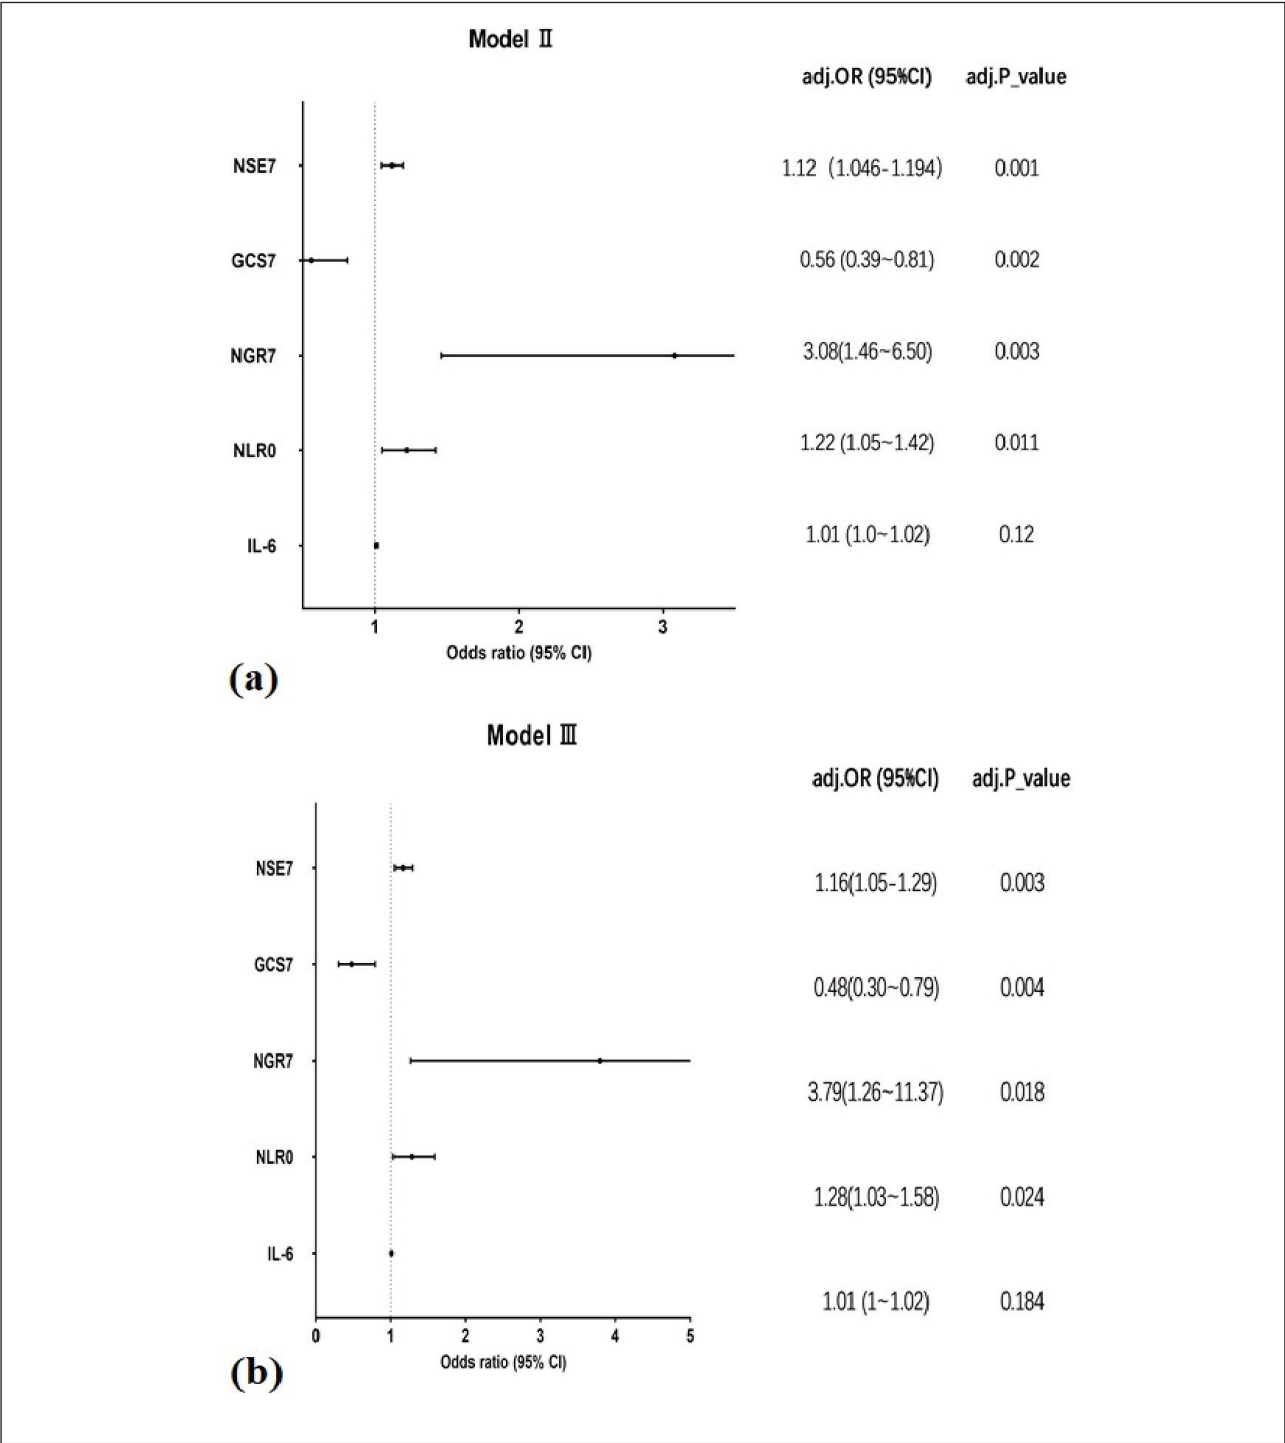 Model Ⅱ
adj.OR (95%CI) adj.P_value
NSE7 1.12 (1.046-1.194) 0.001
GCS7 0.56 (0.39~0.81) 0.002
NGR7 3.08(1.46~6.50) 0.003
NLR0 1.22 (1.05~1.42) 0.011
IL-6 1.01 (1.0~1.02) 0.12
1 2 3
Odds ratio (95% CI)
(a)
Model Ⅲ
adj.OR (95%CI) adj.P_value
NSE7 1.16(1.05-1.29) 0.003
GCS7 0.48(0.30~0.79) 0.004
NGR7 3.79(1.26~11.37) 0.018
NLR0 1.28(1.03~1.58) 0.024
IL-6 1.01 (1~1.02) 0.184
0 1 2 3 4 5
Odds ratio (95% CI)
(b)